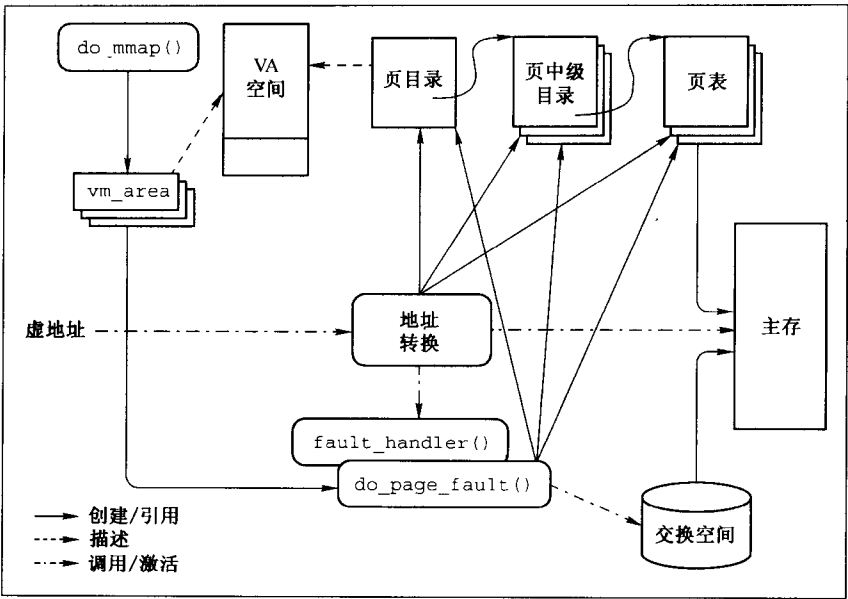 do_mmap()
VA
空间
页目录
页中级
目录
页表
vm_area
虚地址
地址
转换
主存
fault_handler()
do_page_fault()
交换空间
创建/引用
描述
调用/激活